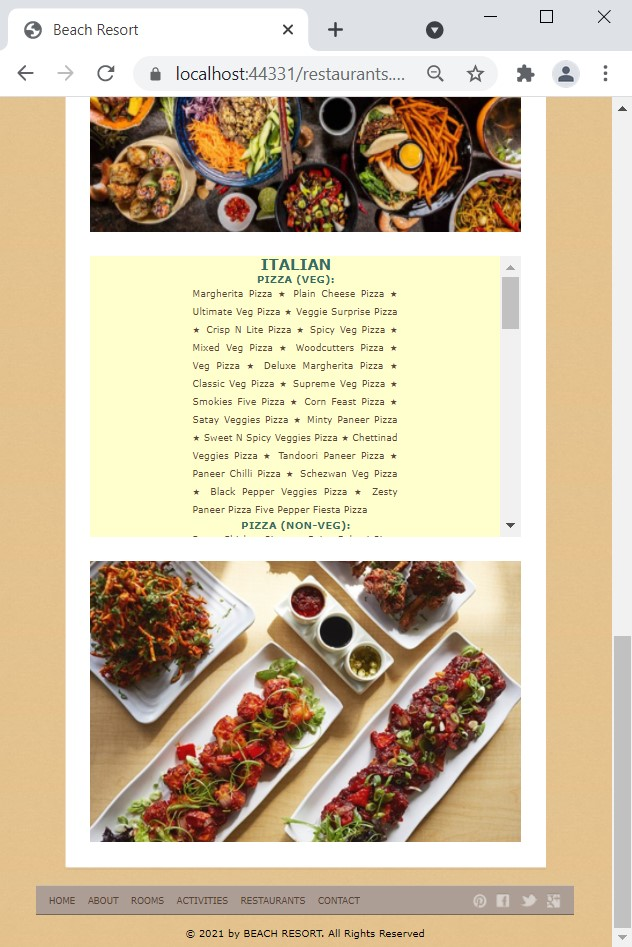 Beach Resort
localhost:44331/restaurants....
ITALIAN
PIZZA (VEG):
Margherita Pizza ★ Plain Cheese Pizza ★
Ultimate Veg Pizza ★ Veggie Surprise Pizza
★ Crisp N Lite Pizza ★ Spicy Veg Pizza ★
Mixed Veg Pizza ★ Woodcutters Pizza ★
Veg Pizza ★ Deluxe Margherita Pizza ★
Classic Veg Pizza ★ Supreme Veg Pizza ★
Smokies Five Pizza ★ Corn Feast Pizza ★
Satay Veggies Pizza ★ Minty Paneer Pizza
★ Sweet N Spicy Veggies Pizza ★ Chettinad
Veggies Pizza ★ Tandoori Paneer Pizza ★
Paneer Chilli Pizza ★ Schezwan Veg Pizza
★ Black Pepper Veggies Pizza ★ Zesty
Paneer Pizza Five Pepper Fiesta Pizza
PIZZA (NON-VEG):
HOME ABOUT ROOMS ACTIVITIES RESTAURANTS CONTACT
© 2021 by BEACH RESORT. All Rights Reserved